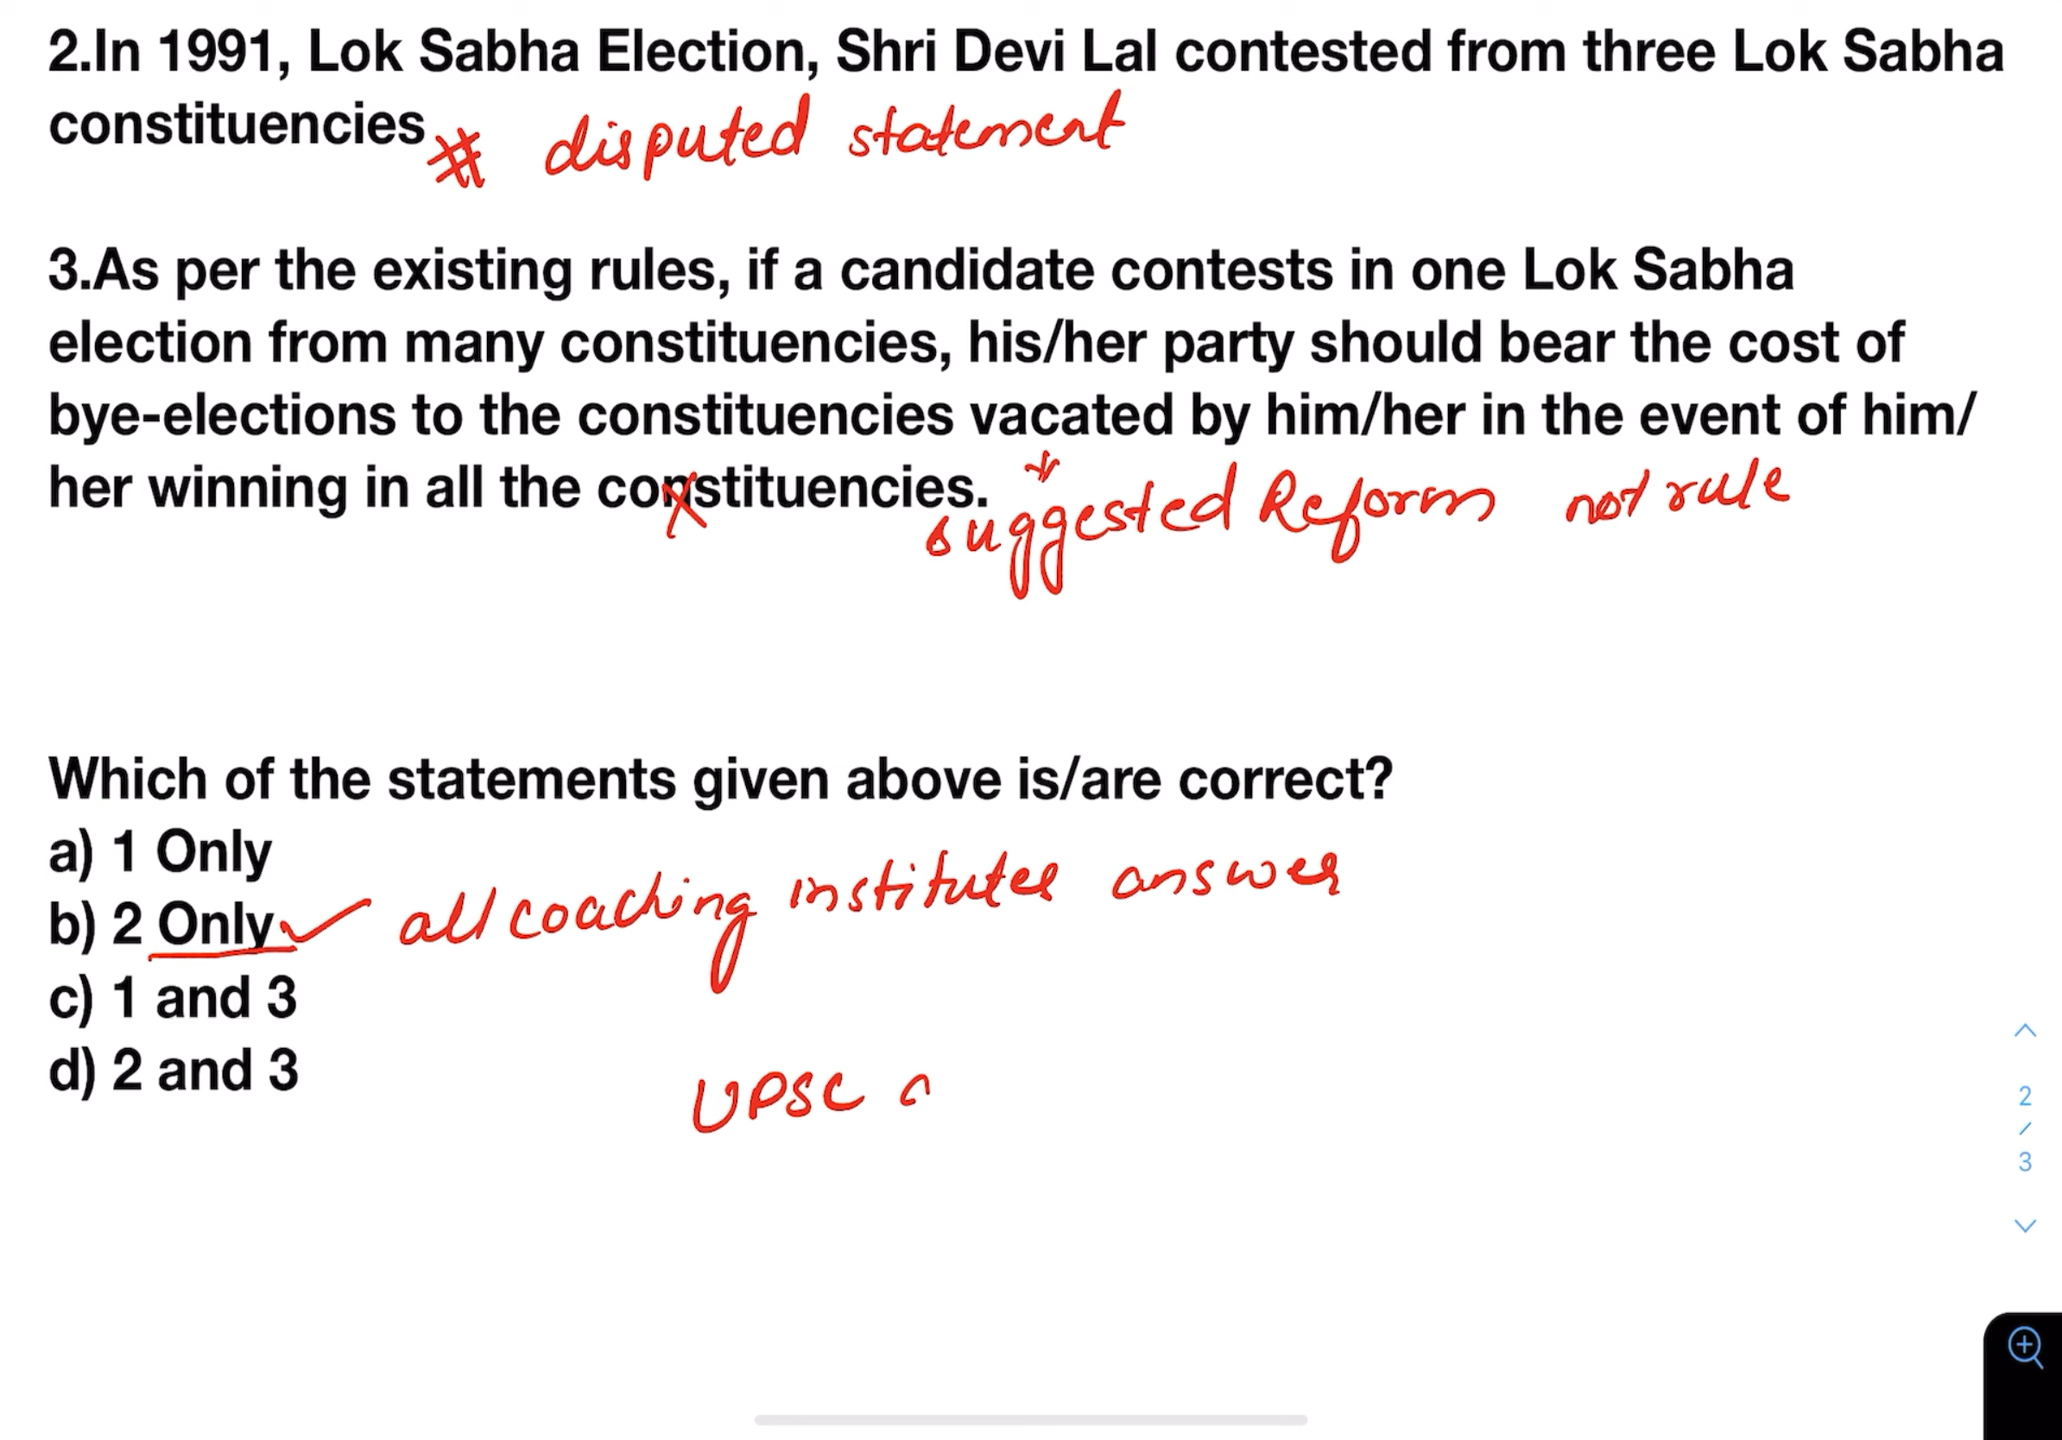 2.In 1991, Lok Sabha Election, Shri Devi Lal contested from three Lok Sabha
constituencies # disputed statement
3.As per the existing rules, if a candidate contests in one Lok Sabha
election from many constituencies, his/her party should bear the cost of
bye-elections to the constituencies vacated by him/her in the event of him/
her winning in all the constituencies. * suggested Reform not rule
Which of the statements given above is/are correct?
a) 1 Only
b) 2 Only ✓ all coaching institutes answer
c) 1 and 3
d) 2 and 3
UPSC
2
/
3